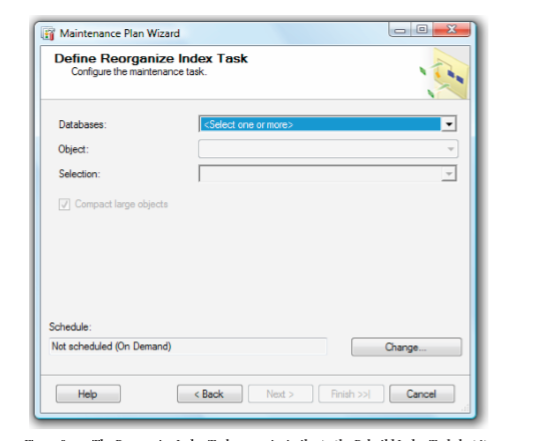 Maintenance Plan Wizard
Define Reorganize Index Task
Configure the maintenance task.
Databases:
<Select one or more>
Object:
Selection:
Compact large objects
Schedule:
Not scheduled (On Demand)
Change...
Help
< Back
Next >
Finish >>|
Cancel